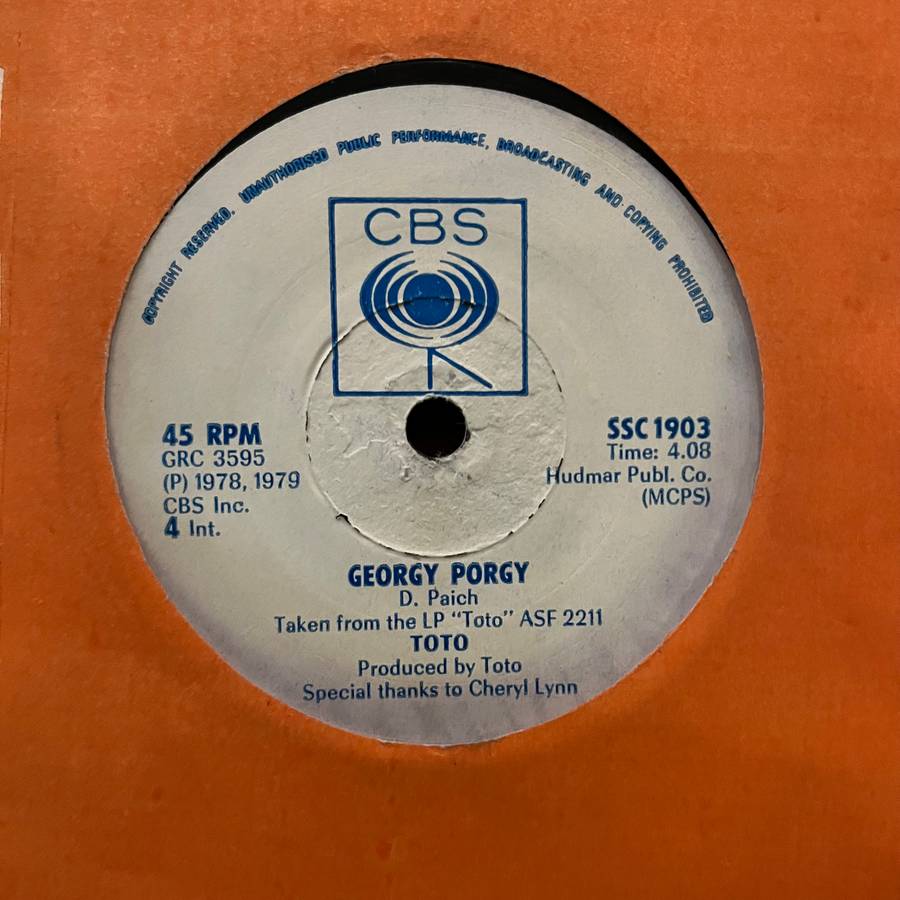 COPYRIGHT RESERVED. UNAUTHORISED PUBLIC PERFORMANCE, BROADCASTING AND COPYING PROHIBITED
CBS
45 RPM
GRC 3595
(P) 1978, 1979
CBS Inc.
4 Int.
SSC 1903
Time: 4.08
Hudmar Publ. Co.
(MCPS)
GEORGY PORGY
D. Paich
Taken from the LP "Toto" ASF 2211
TOTO
Produced by Toto
Special thanks to Cheryl Lynn